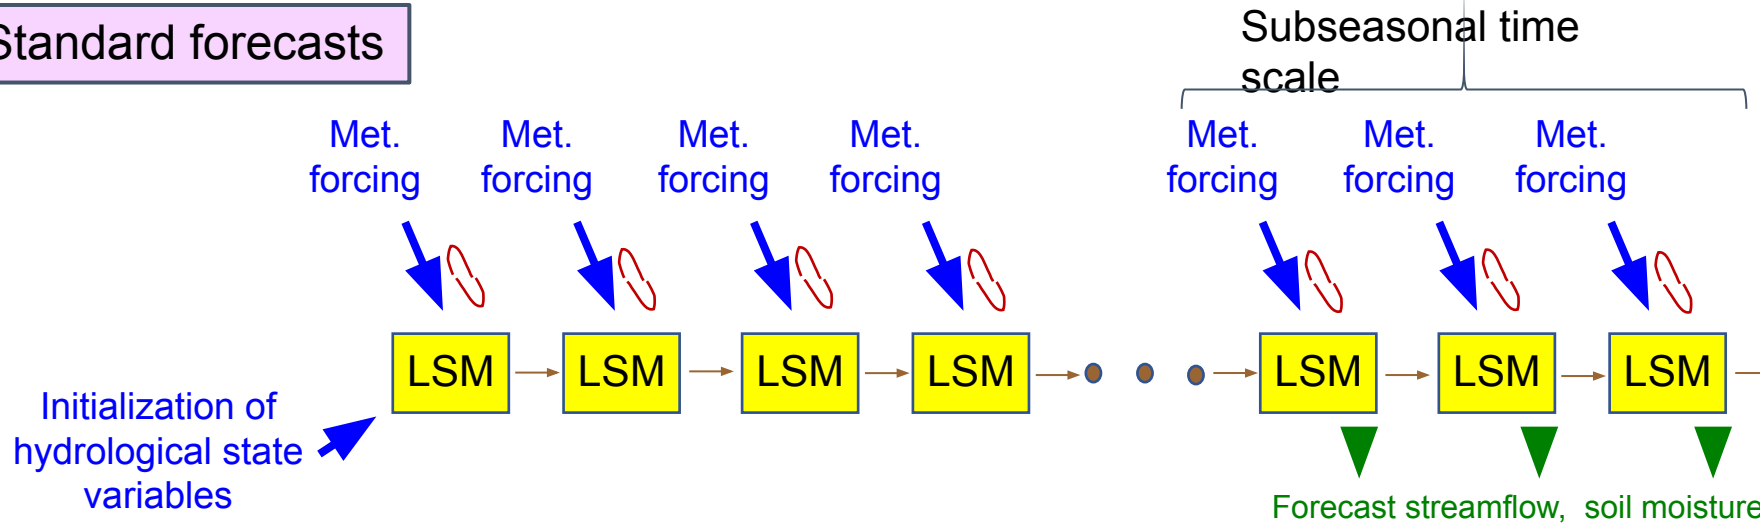 Standard forecasts
Subseasonal time
scale
Met.
forcing
Met.
forcing
Met.
forcing
Met.
forcing
Met.
forcing
Met.
forcing
Met.
forcing
LSM
LSM
LSM
LSM
LSM
LSM
LSM
Initialization of
hydrological state
variables
Forecast streamflow, soil moisture